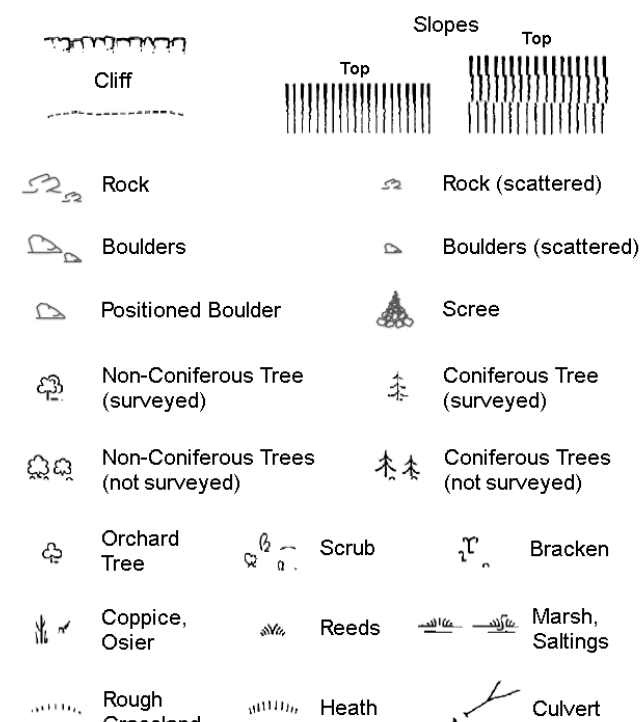 Slopes
Top
Cliff
Top
Rock
Rock (scattered)
Boulders
Boulders (scattered)
Positioned Boulder
Scree
Non-Coniferous Tree
(surveyed)
Coniferous Tree
(surveyed)
Non-Coniferous Trees
(not surveyed)
Coniferous Trees
(not surveyed)
Orchard
Tree
Scrub
Bracken
Coppice,
Osier
Reeds
Marsh,
Saltings
Rough
Grassland
Heath
Culvert